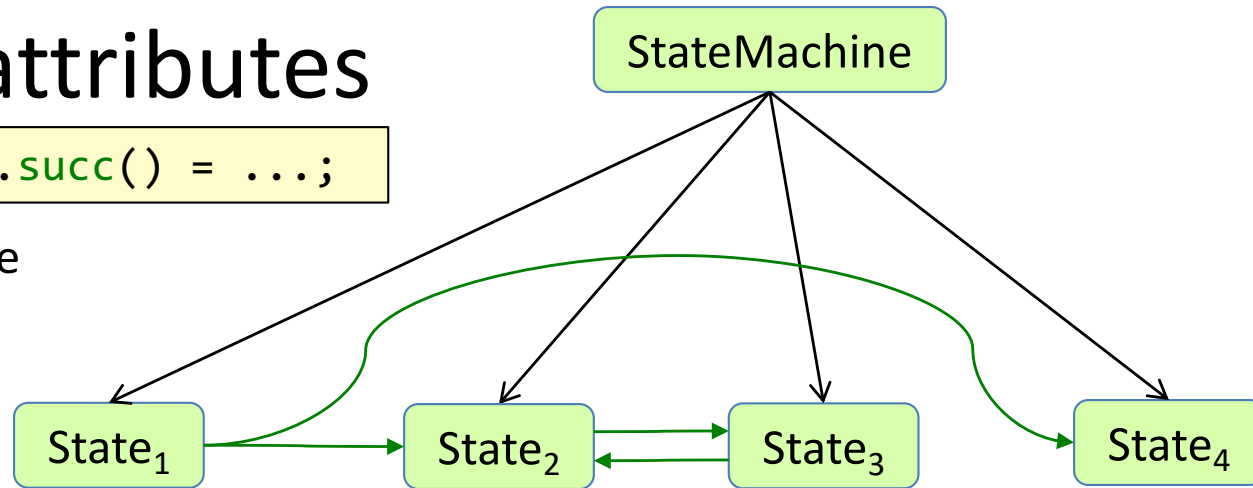 attributes
StateMachine
.succ() = ...;
e
State₁
State₂
State₃
State₄